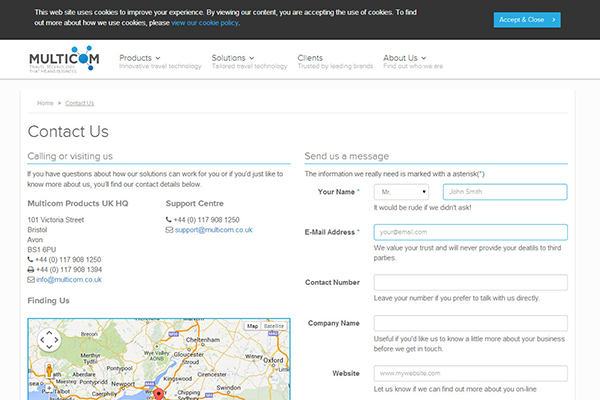 This web site uses cookies to improve your experience. By viewing our content, you are accepting the use of cookies. To find
out more about how we use cookies, please view our cookie policy.
Accept & Close
MULTICOM
TRAVEL TECHNOLOGY
THAT MEANS BUSINESS.
Products
Innovative travel technology
Solutions
Tailored travel technology
Clients
Trusted by leading brands
About Us
Find out who we are
Home > Contact Us
Contact Us
Calling or visiting us
If you have questions about how our solutions can work for you or if you'd just like to
know more about us, you'll find our contact details below.
Multicom Products UK HQ
101 Victoria Street
Bristol
Avon
BS1 6PU
+44 (0) 117 908 1250
+44 (0) 117 908 1394
info@multicom.co.uk
Support Centre
+44 (0) 117 908 1250
support@multicom.co.uk
Finding Us
Map
Satellite
Brecon
Cheltenham
Gloucester
Merthyr
Tydfil
Wye Valley
AONB
Stroud
Cirencester
Oxford
Aberdare
Pontypridd
Newport
Kingswood
Swindon
Send us a message
The information we really need is marked with a asterisk(*)
Your Name *
Mr.
John Smith
It would be rude if we didn't ask!
E-Mail Address *
your@email.com
We value your trust and will never provide your deatils to third
parties.
Contact Number
Leave your number if you prefer to talk with us directly.
Company Name
Useful if you'd like us to know a little more about your business
before we get in touch.
Website
www.mywebsite.com
Let us know if we can find out more about you on-line